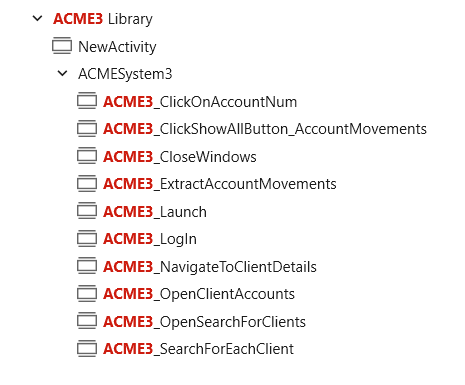 ACME3 Library
NewActivity
ACMESystem3
ACME3_ClickOnAccountNum
ACME3_ClickShowAllButton_AccountMovements
ACME3_CloseWindows
ACME3_ExtractAccountMovements
ACME3_Launch
ACME3_LogIn
ACME3_NavigateToClientDetails
ACME3_OpenClientAccounts
ACME3_OpenSearchForClients
ACME3_SearchForEachClient